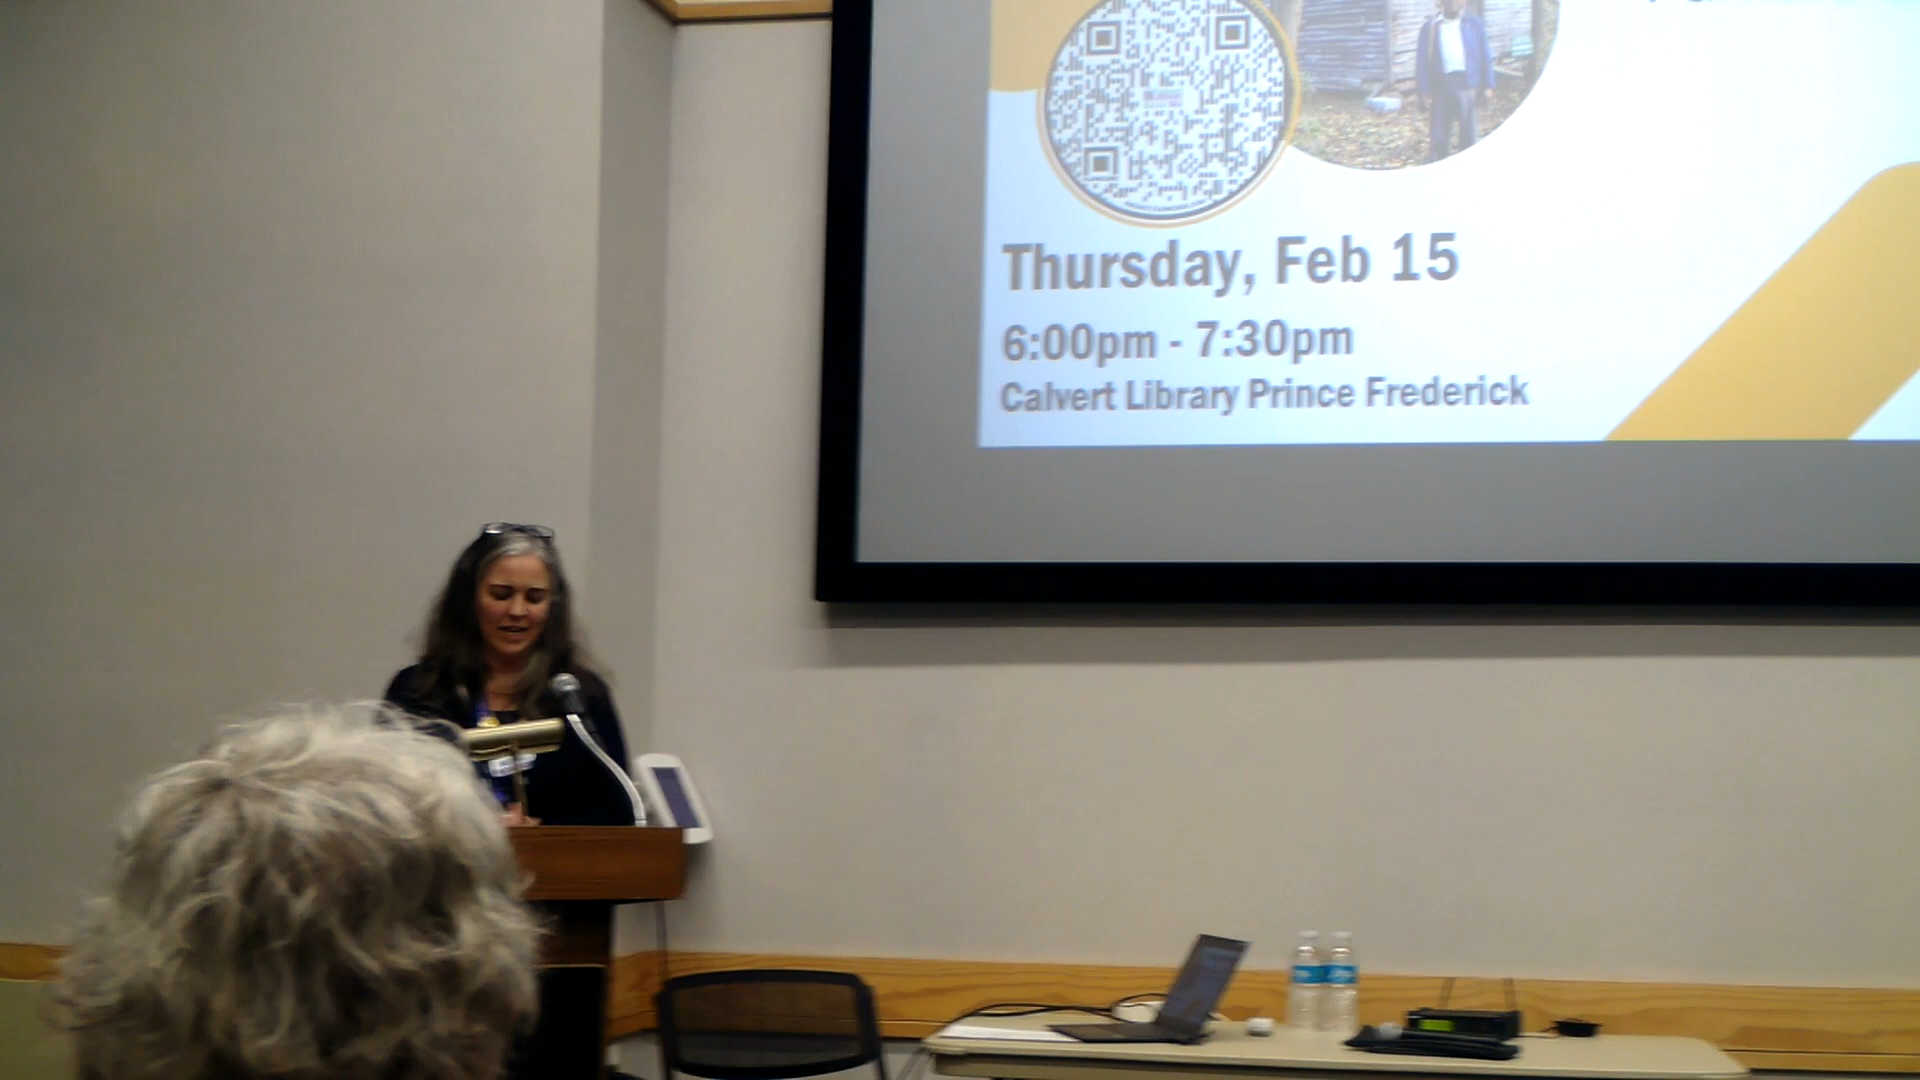 Thursday, Feb 15
6:00pm - 7:30pm
Calvert Library Prince Frederick